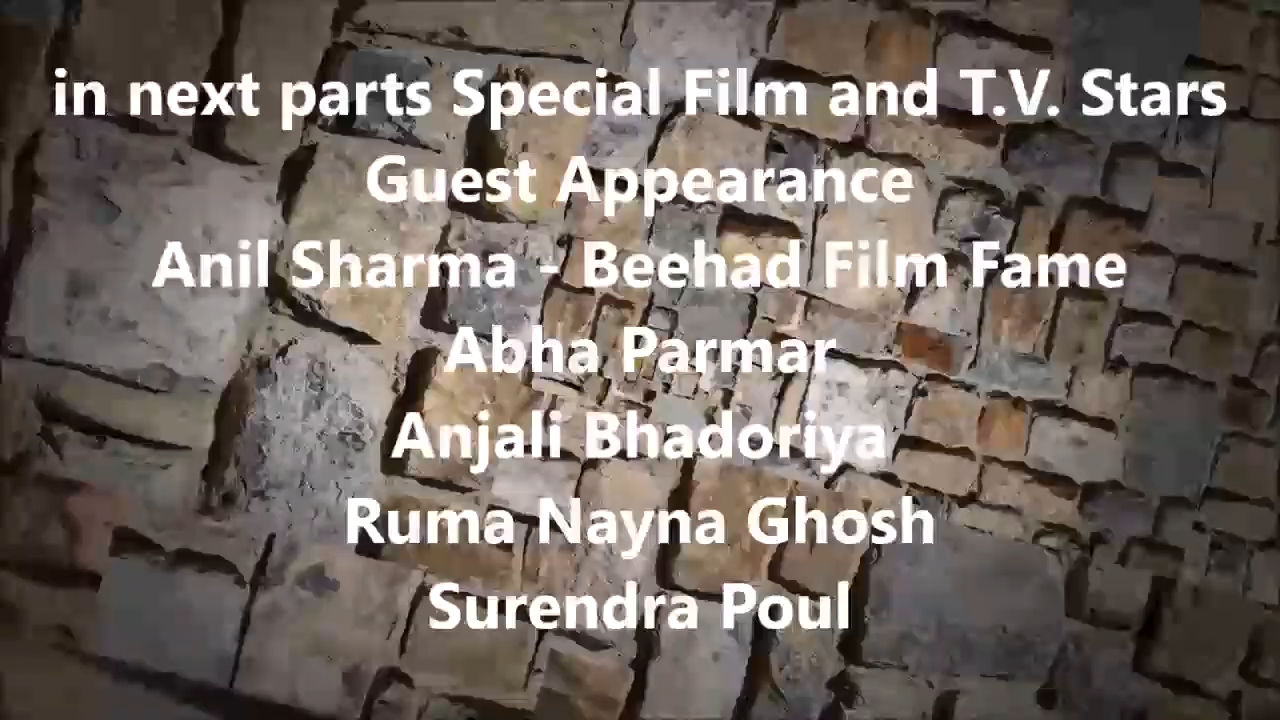 in next parts Special Film and T.V. Stars
Guest Appearance
Anil Sharma - Beehad Film Fame
Abha Parmar
Anjali Bhadoriya
Ruma Nayna Ghosh
Surendra Poul